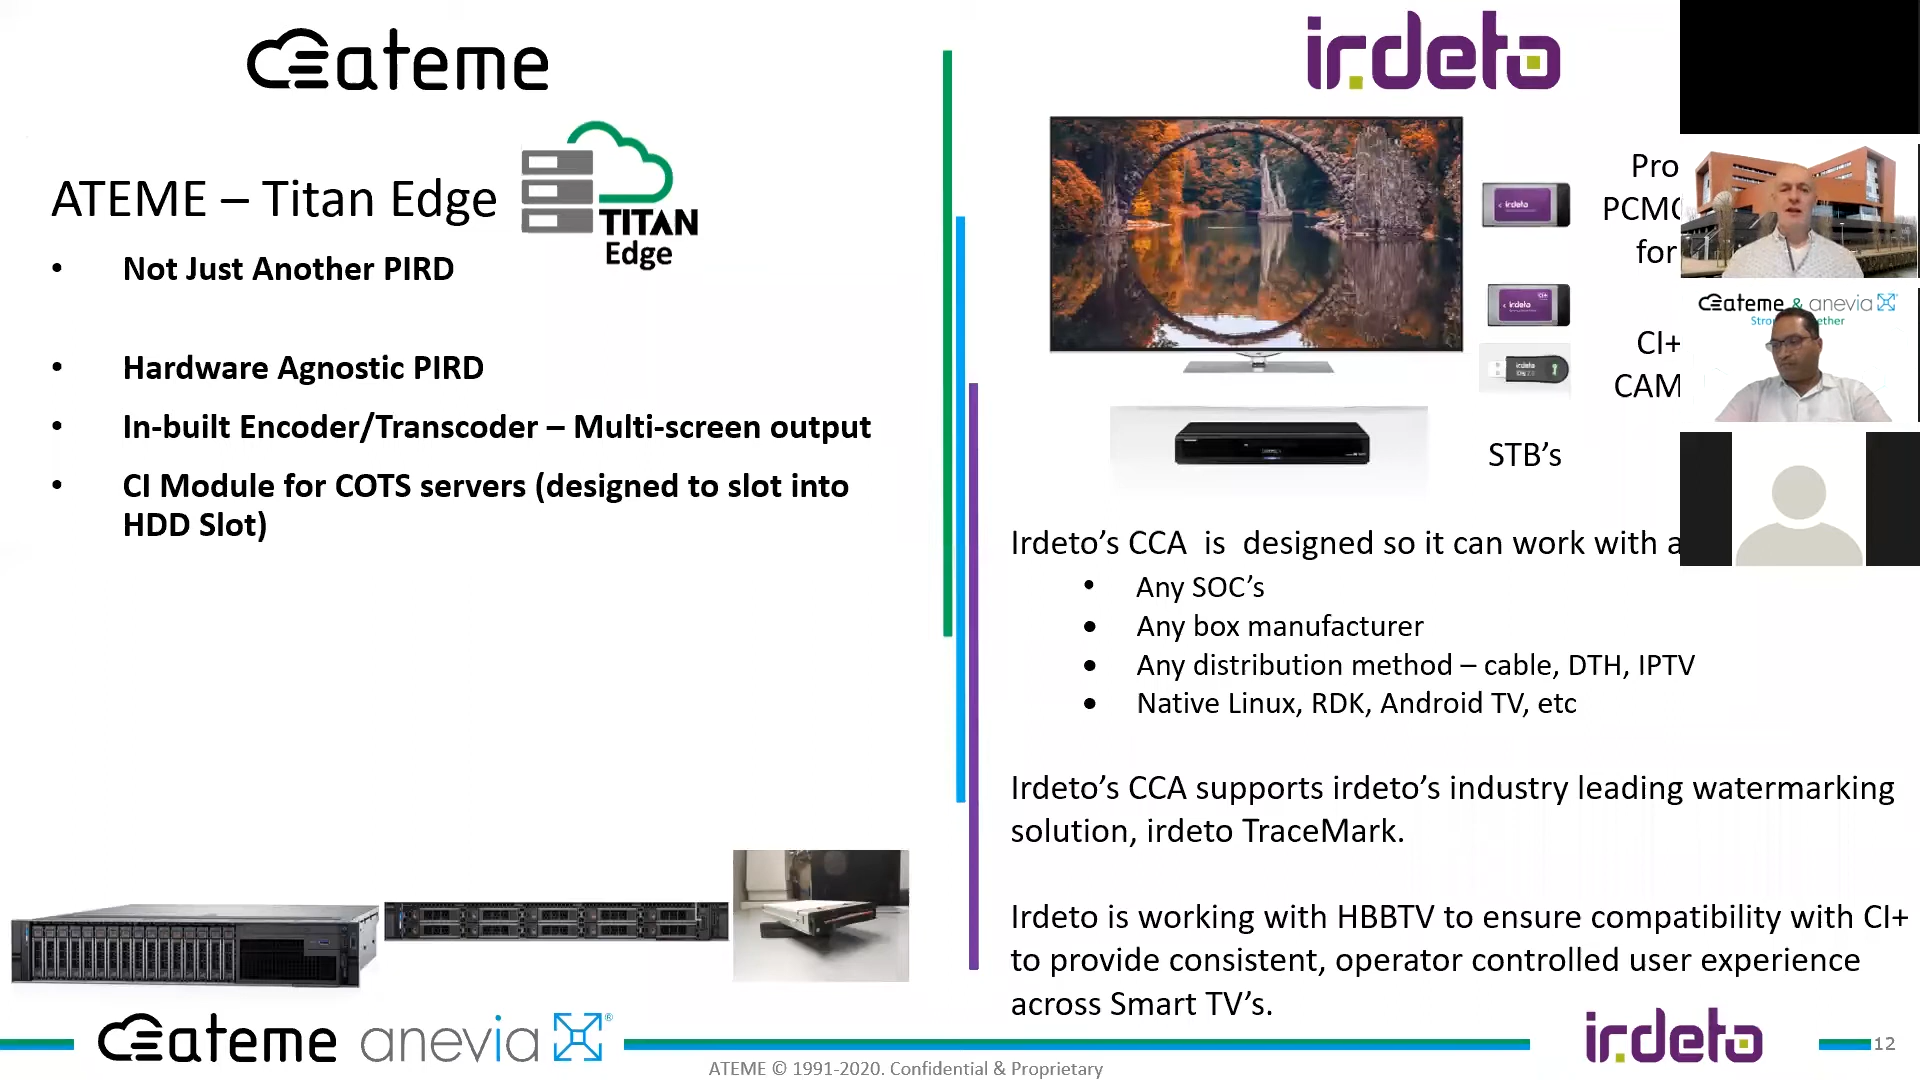 ateme
ATEME – Titan Edge
TITAN
Edge
• Not Just Another PIRD
• Hardware Agnostic PIRD
• In-built Encoder/Transcoder – Multi-screen output
• CI Module for COTS servers (designed to slot into
HDD Slot)
irdeto
irdeto
Pro
PCMC
for
irdeto
CI+
irdeto
CI+
CAM
STB’s
ateme & anevia
Irdeto’s CCA is designed so it can work with a
• Any SOC’s
• Any box manufacturer
• Any distribution method – cable, DTH, IPTV
• Native Linux, RDK, Android TV, etc
Irdeto’s CCA supports irdeto’s industry leading watermarking
solution, irdeto TraceMark.
Irdeto is working with HBBTV to ensure compatibility with CI+
to provide consistent, operator controlled user experience
across Smart TV’s.
ateme anevia ®
ATEME © 1991-2020. Confidential & Proprietary
irdeto
12